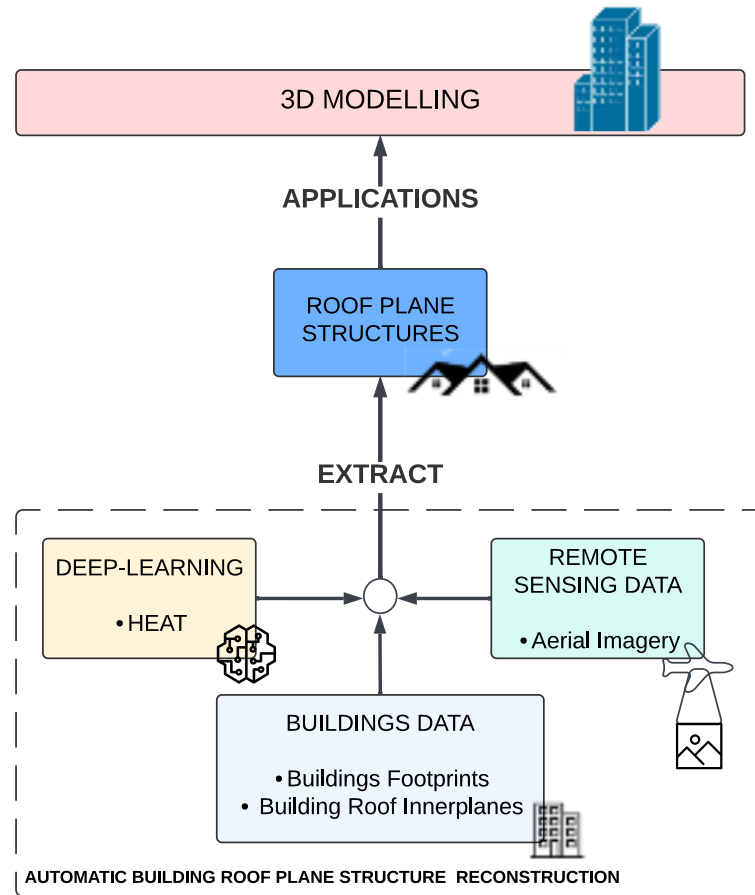 3D MODELLING
APPLICATIONS
ROOF PLANE
STRUCTURES
EXTRACT
DEEP-LEARNING
•HEAT
REMOTE
SENSING DATA
•Aerial Imagery
BUILDINGS DATA
•Buildings Footprints
• Building Roof Innerplanes
AUTOMATIC BUILDING ROOF PLANE STRUCTURE RECONSTRUCTION